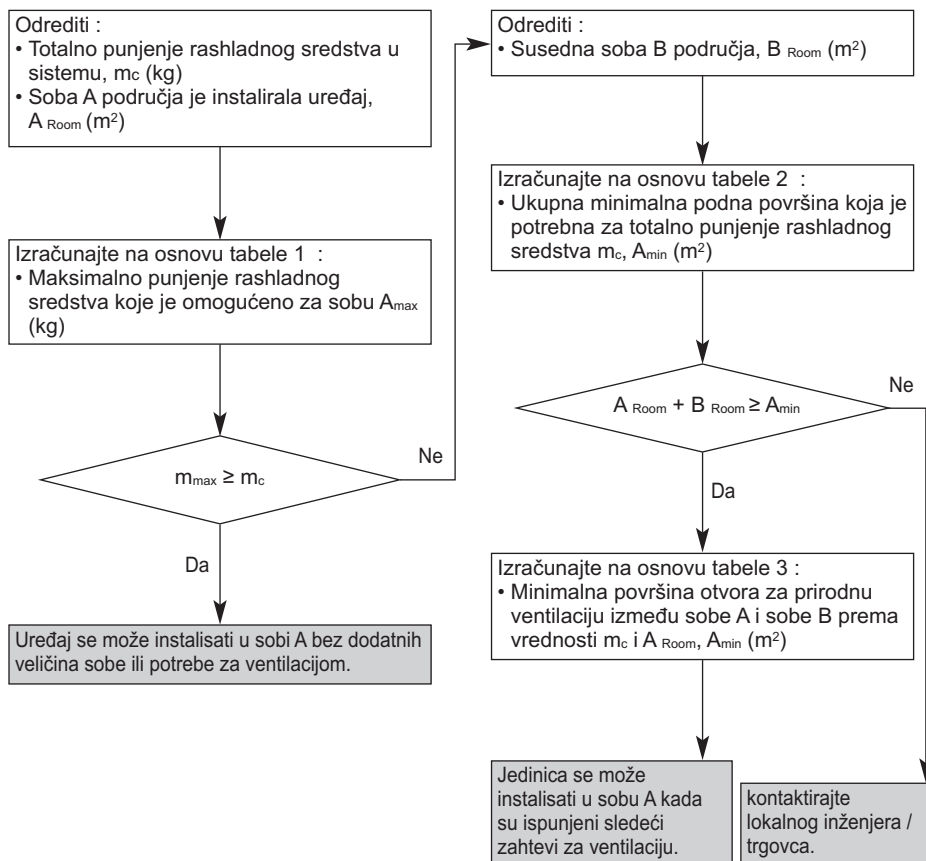 Odrediti :
• Totalno punjenje rashladnog sredstva u
sistemu, mc (kg)
• Soba A područja je instalirala uređaj,
A Room (m²)
Izračunajte na osnovu tabele 1 :
• Maksimalno punjenje rashladnog
sredstva koje je omogućeno za sobu Amax
(kg)
mmax ≥ mc
Ne
Da
Uređaj se može instalisati u sobi A bez dodatnih
veličina sobe ili potrebe za ventilacijom.
Odrediti :
• Susedna soba B područja, B Room (m²)
Izračunajte na osnovu tabele 2 :
• Ukupna minimalna podna površina koja je
potrebna za totalno punjenje rashladnog
sredstva mc, Amin (m²)
A Room + B Room ≥ Amin
Ne
Da
Izračunajte na osnovu tabele 3 :
• Minimalna površina otvora za prirodnu
ventilaciju između sobe A i sobe B prema
vrednosti mc i A Room, Amin (m²)
Jedinica se može
instalisati u sobu A kada
su ispunjeni sledeći
zahtevi za ventilaciju.
kontaktirajte
lokalnog inženjera /
trgovca.